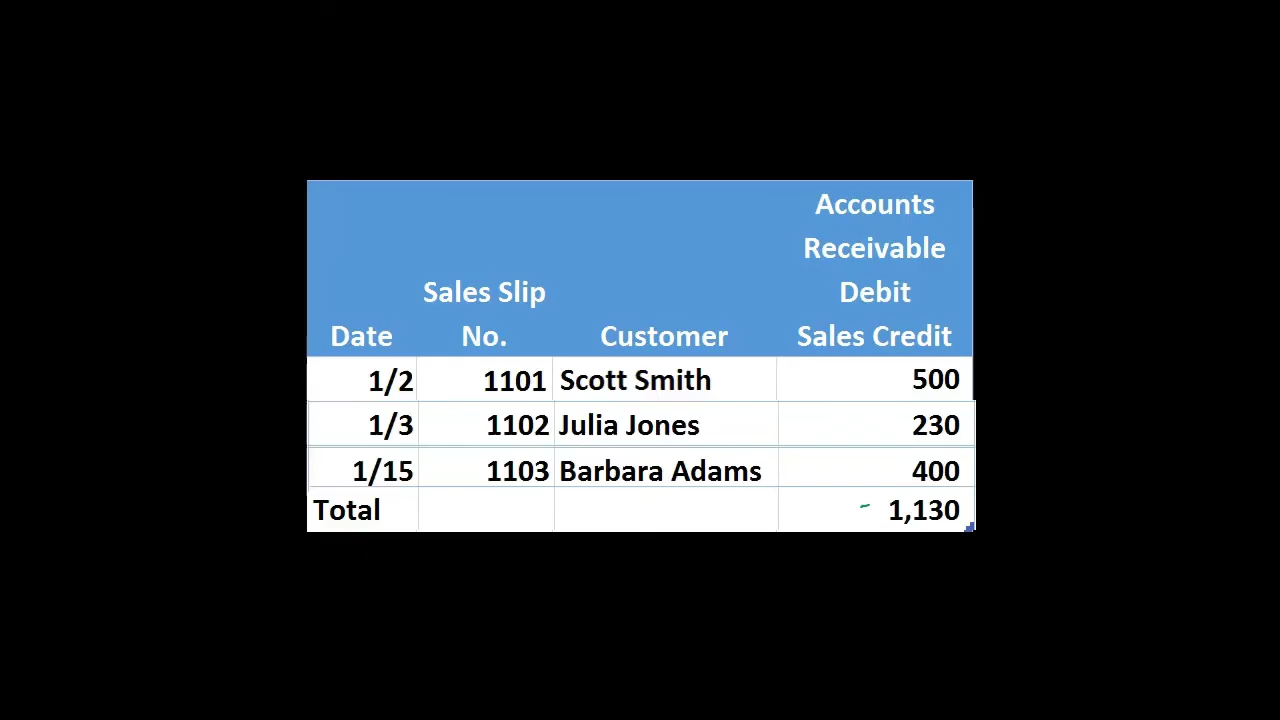 Accounts
Receivable
Sales Slip Debit
Date No. Customer Sales Credit
1/2 1101 Scott Smith 500
1/3 1102 Julia Jones 230
1/15 1103 Barbara Adams 400
Total 1,130